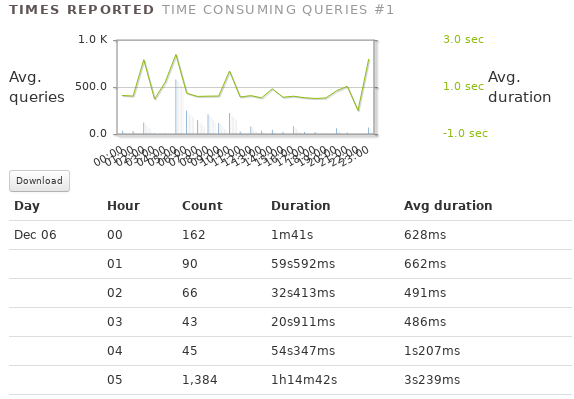 TIMES REPORTED TIME CONSUMING QUERIES #1
1.0 K
500.0
0.0
Avg.
queries
3.0 sec
1.0 sec
-1.0 sec
Avg.
duration
00:00
01:00
02:00
03:00
04:00
05:00
06:00
07:00
08:00
09:00
10:00
11:00
12:00
13:00
14:00
15:00
16:00
17:00
18:00
19:00
20:00
21:00
22:00
23:00
Download
Day Hour Count Duration Avg duration
Dec 06 00 162 1m41s 628ms
01 90 59s592ms 662ms
02 66 32s413ms 491ms
03 43 20s911ms 486ms
04 45 54s347ms 1s207ms
05 1,384 1h14m42s 3s239ms